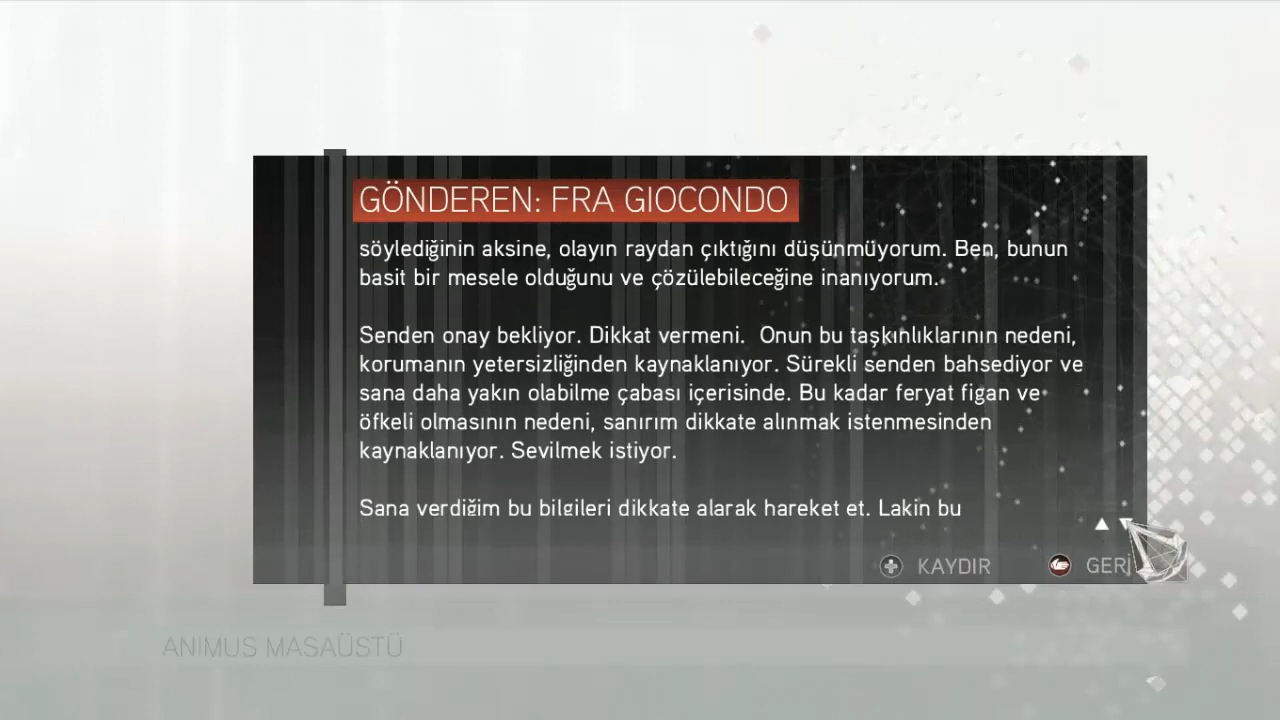 GÖNDEREN: FRA GIOCONDO
söylediğinin aksine, olayın raydan çıktığını düşünmüyorum. Ben, bunun
basit bir mesele olduğunu ve çözülebileceğine inanıyorum.
Senden onay bekliyor. Dikkat vermeni.  Onun bu taşkınlıklarının nedeni,
korumanın yetersizliğinden kaynaklanıyor. Sürekli senden bahsediyor ve
sana daha yakın olabilme çabası içerisinde. Bu kadar feryat figan ve
öfkeli olmasının nedeni, sanırım dikkate alınmak istenmesinden
kaynaklanıyor. Sevilmek istiyor.
Sana verdiğim bu bilgileri dikkate alarak hareket et. Lakin bu
KAYDIR
GERİ
ANIMUS MASAÜSTÜ